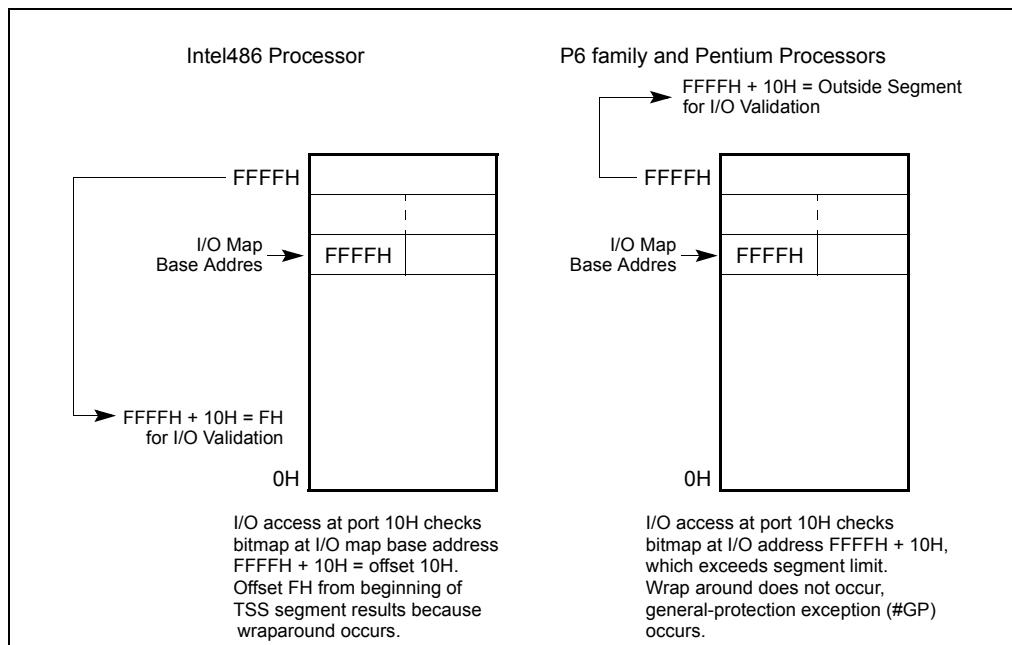 Intel486 Processor
P6 family and Pentium Processors
FFFFH + 10H = Outside Segment
for I/O Validation
FFFFH
FFFFH
I/O Map
Base Addres
FFFFH
I/O Map
Base Addres
FFFFH
FFFFH + 10H = FH
for I/O Validation
0H
0H
I/O access at port 10H checks
bitmap at I/O map base address
FFFFH + 10H = offset 10H.
Offset FH from beginning of
TSS segment results because
wraparound occurs.
I/O access at port 10H checks
bitmap at I/O address FFFFH + 10H,
which exceeds segment limit.
Wrap around does not occur,
general-protection exception (#GP)
occurs.